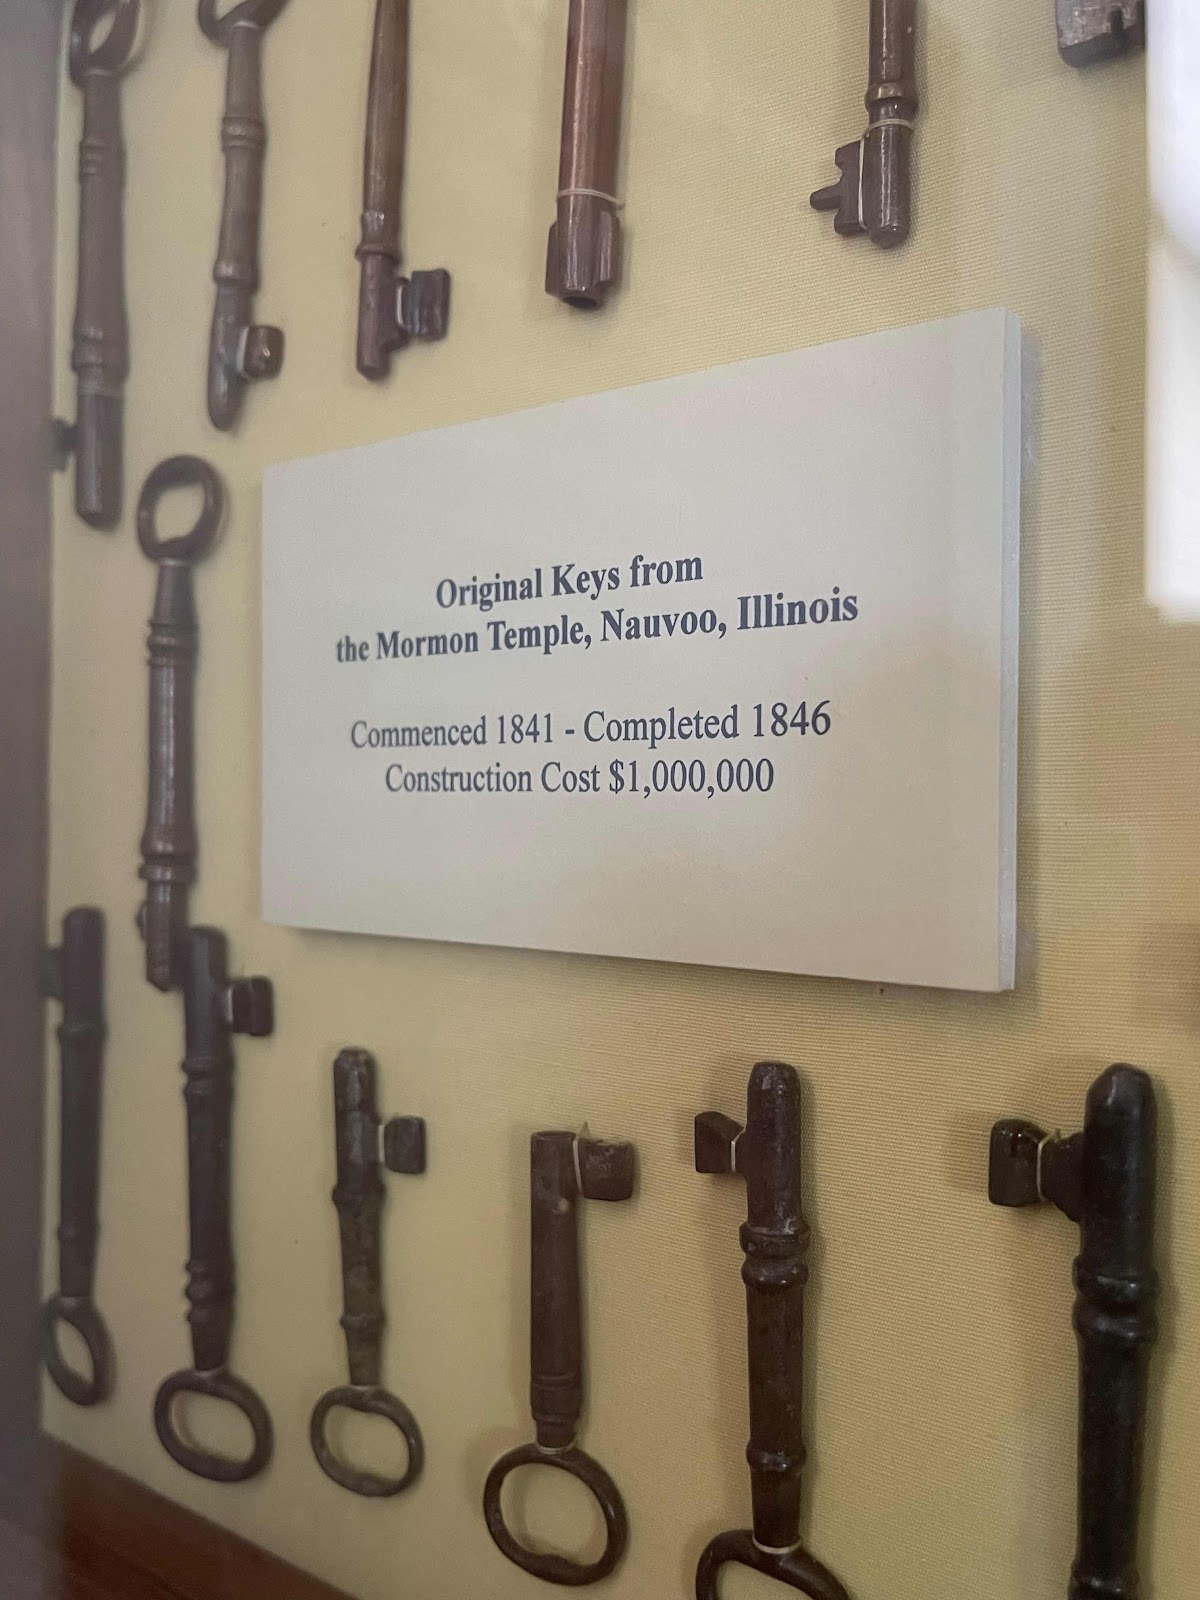 Original Keys from
the Mormon Temple, Nauvoo, Illinois
Commenced 1841 - Completed 1846
Construction Cost $1,000,000